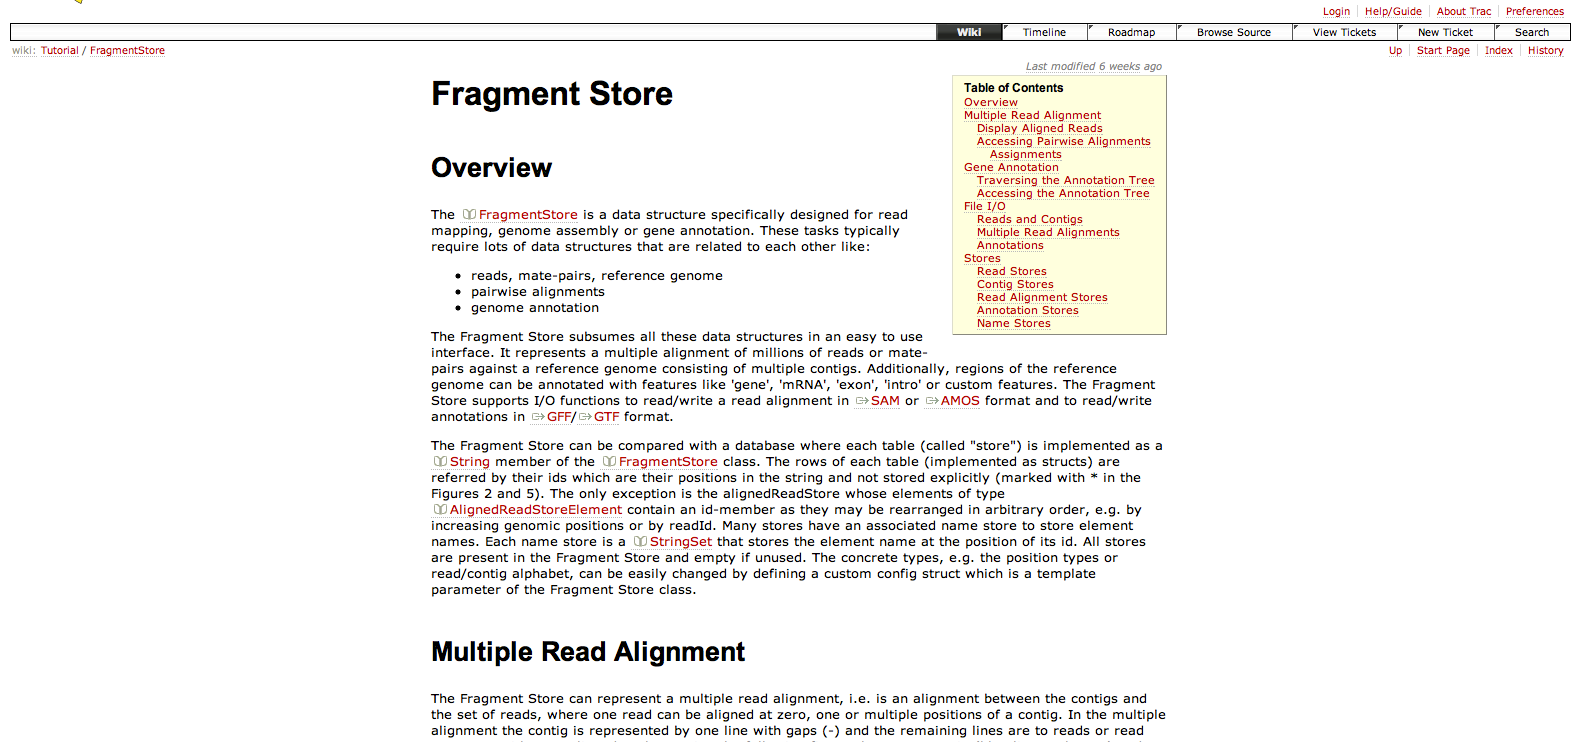 Login Help/Guide About Trac Preferences
Wiki Timeline Roadmap Browse Source View Tickets New Ticket Search
wiki: Tutorial / FragmentStore
Up Start Page Index History
Last modified 6 weeks ago
Fragment Store
Table of Contents
Overview
Multiple Read Alignment
Display Aligned Reads
Accessing Pairwise Alignments
Assignments
Gene Annotation
Traversing the Annotation Tree
Accessing the Annotation Tree
File I/O
Reads and Contigs
Multiple Read Alignments
Annotations
Stores
Read Stores
Contig Stores
Read Alignment Stores
Annotation Stores
Name Stores
Overview
The FragmentStore is a data structure specifically designed for read
mapping, genome assembly or gene annotation. These tasks typically
require lots of data structures that are related to each other like:
• reads, mate-pairs, reference genome
• pairwise alignments
• genome annotation
The Fragment Store subsumes all these data structures in an easy to use
interface. It represents a multiple alignment of millions of reads or mate-
pairs against a reference genome consisting of multiple contigs. Additionally, regions of the reference
genome can be annotated with features like 'gene', 'mRNA', 'exon', 'intro' or custom features. The Fragment
Store supports I/O functions to read/write a read alignment in SAM or AMOS format and to read/write
annotations in GFF/ GTF format.
The Fragment Store can be compared with a database where each table (called "store") is implemented as a
String member of the FragmentStore class. The rows of each table (implemented as structs) are
referred by their ids which are their positions in the string and not stored explicitly (marked with * in the
Figures 2 and 5). The only exception is the alignedReadStore whose elements of type
AlignedReadStoreElement contain an id-member as they may be rearranged in arbitrary order, e.g. by
increasing genomic positions or by readId. Many stores have an associated name store to store element
names. Each name store is a StringSet that stores the element name at the position of its id. All stores
are present in the Fragment Store and empty if unused. The concrete types, e.g. the position types or
read/contig alphabet, can be easily changed by defining a custom config struct which is a template
parameter of the Fragment Store class.
Multiple Read Alignment
The Fragment Store can represent a multiple read alignment, i.e. is an alignment between the contigs and
the set of reads, where one read can be aligned at zero, one or multiple positions of a contig. In the multiple
alignment the contig is represented by one line with gaps (-) and the remaining lines are to reads or read